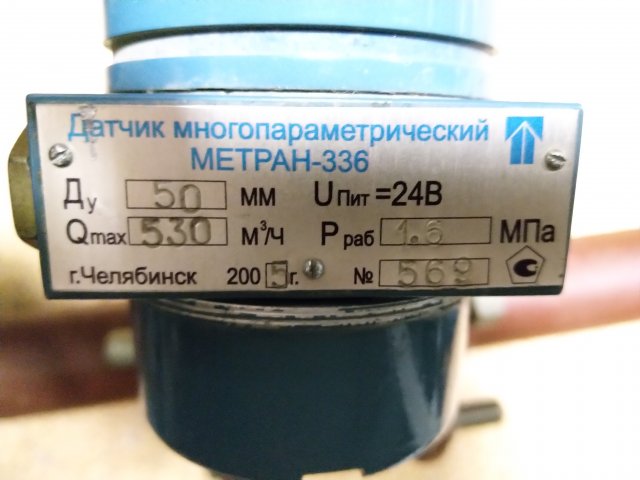 Датчик многопараметрический
МЕТРАН-336
Ду 50 мм Uпит=24В
Qmax 530 м³/ч Pраб 1.6 МПа
г.Челябинск 2005г. № 569